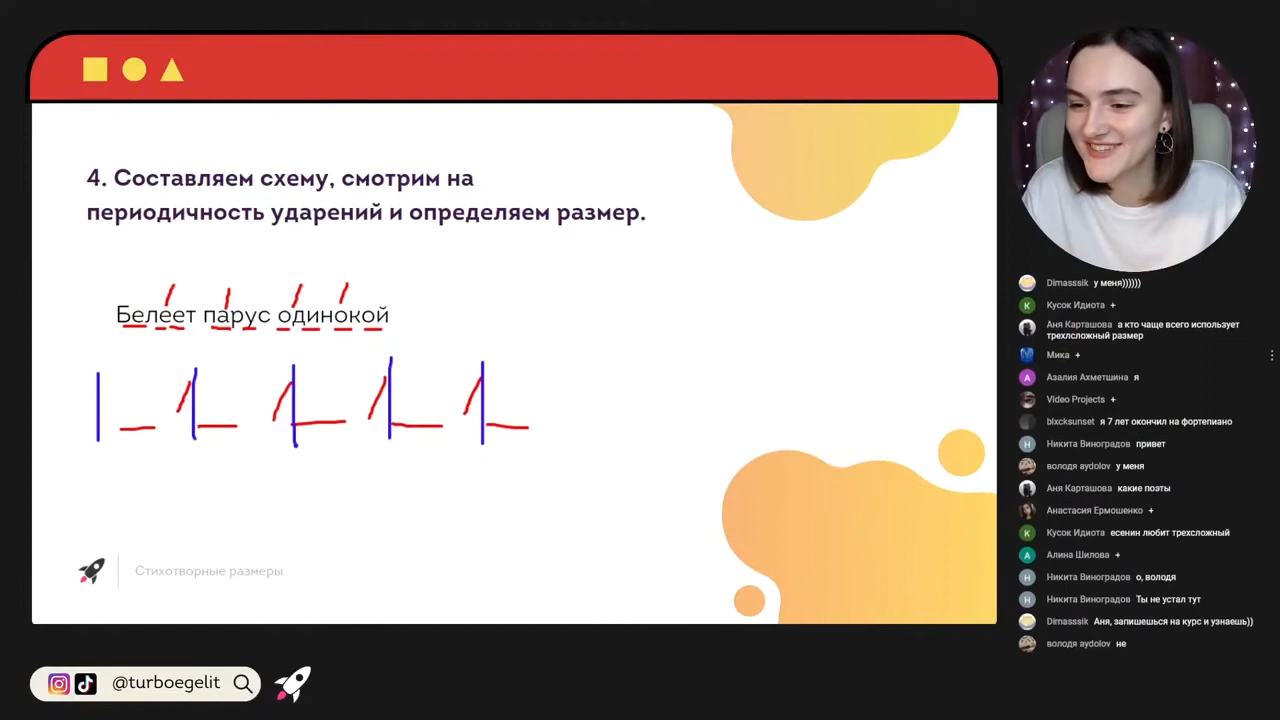 4. Составляем схему, смотрим на
периодичность ударений и определяем размер.
Белеет парус одинокой
Стихотворные размеры
@turboegelit
Dimasssik у меня))))))
Кусок Идиота +
Аня Карташова а кто чаще всего использует
трехлсложный размер
Мика +
Азалия Ахметшина я
Video Projects +
blxcksunset я 7 лет окончил на фортепиано
Никита Виноградов привет
володя aydolov у меня
Аня Карташова какие поэты
Анастасия Ермошенко +
Кусок Идиота есенин любит трехсложный
Алина Шилова +
Никита Виноградов о, володя
Никита Виноградов Ты не устал тут
Dimasssik Аня, запишешься на курс и узнаешь))
володя aydolov не